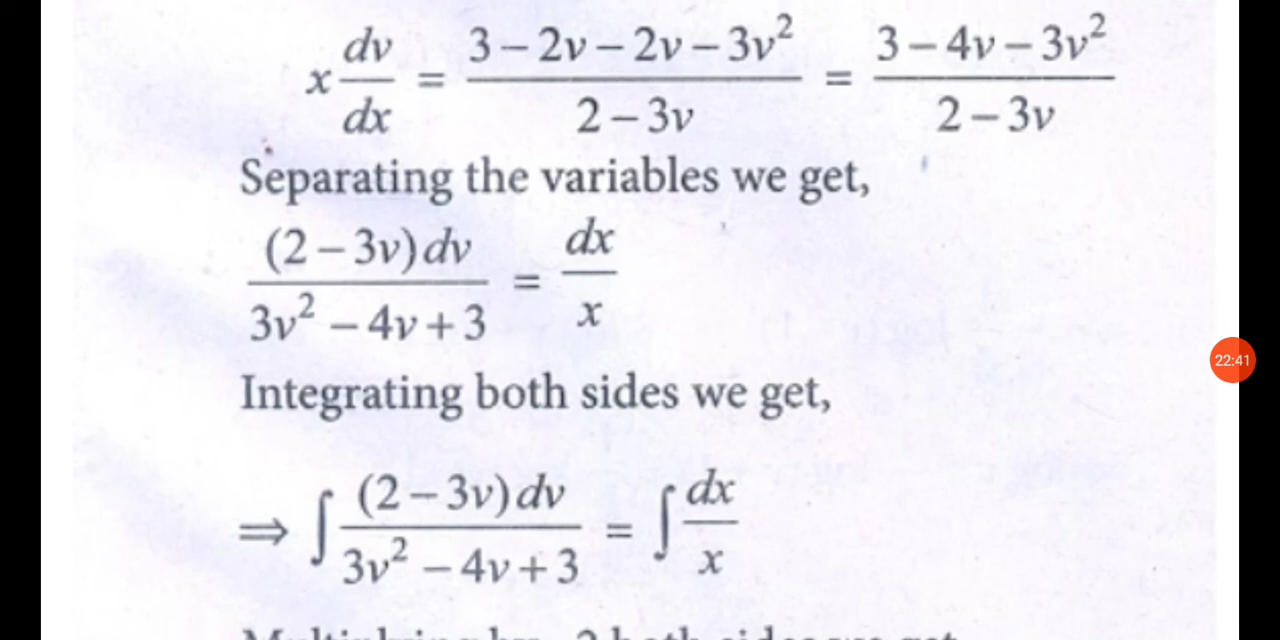 x dv/dx = (3 – 2v – 2v – 3v²)/(2 – 3v) = (3 – 4v – 3v²)/(2 – 3v)
Separating the variables we get,
(2 – 3v) dv/(3v² – 4v + 3) = dx/x
22:41
Integrating both sides we get,
⇒ ∫ (2 – 3v) dv/(3v² – 4v + 3) = ∫ dx/x